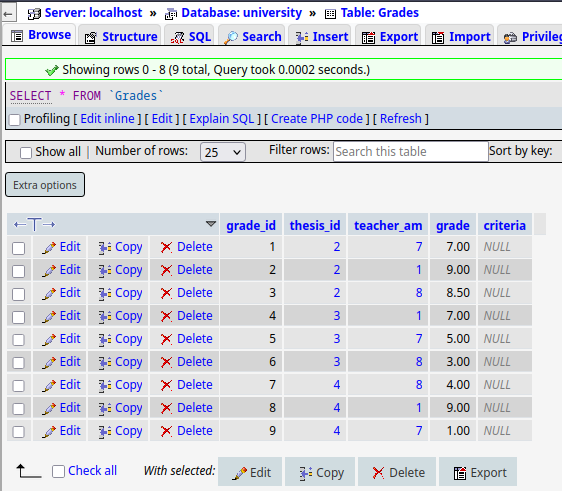 Server: localhost » Database: university » Table: Grades
Browse Structure SQL Search Insert Export Import Privileg
Showing rows 0 - 8 (9 total, Query took 0.0002 seconds.)
SELECT * FROM `Grades`
Profiling [ Edit inline ] [ Edit ] [ Explain SQL ] [ Create PHP code ] [ Refresh ]
Show all | Number of rows: 25 Filter rows: Search this table Sort by key:
Extra options
←T→ grade_id thesis_id teacher_am grade criteria
Edit Copy Delete 1 2 7 7.00 NULL
Edit Copy Delete 2 2 1 9.00 NULL
Edit Copy Delete 3 2 8 8.50 NULL
Edit Copy Delete 4 3 1 7.00 NULL
Edit Copy Delete 5 3 7 5.00 NULL
Edit Copy Delete 6 3 8 3.00 NULL
Edit Copy Delete 7 4 8 4.00 NULL
Edit Copy Delete 8 4 1 9.00 NULL
Edit Copy Delete 9 4 7 1.00 NULL
Check all With selected: Edit Copy Delete Export